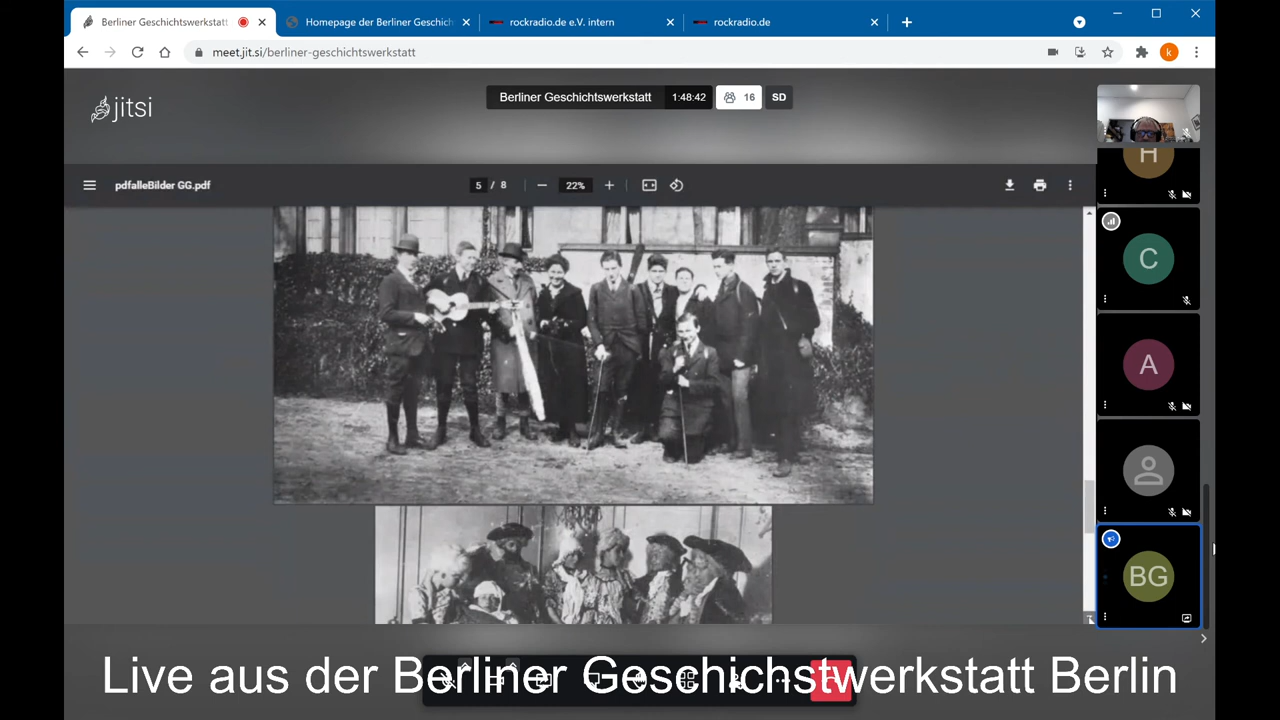 Berliner Geschichtswerkstatt
Homepage der Berliner Geschich
rockradio.de e.V. intern
rockradio.de
meet.jit.si/berliner-geschichtswerkstatt
k
jitsi
Berliner Geschichtswerkstatt 1:48:42 16 SD
H
pdfalleBilder GG.pdf 5 / 8 22%
C
A
BG
Live aus der Berliner Geschichstwerkstatt Berlin